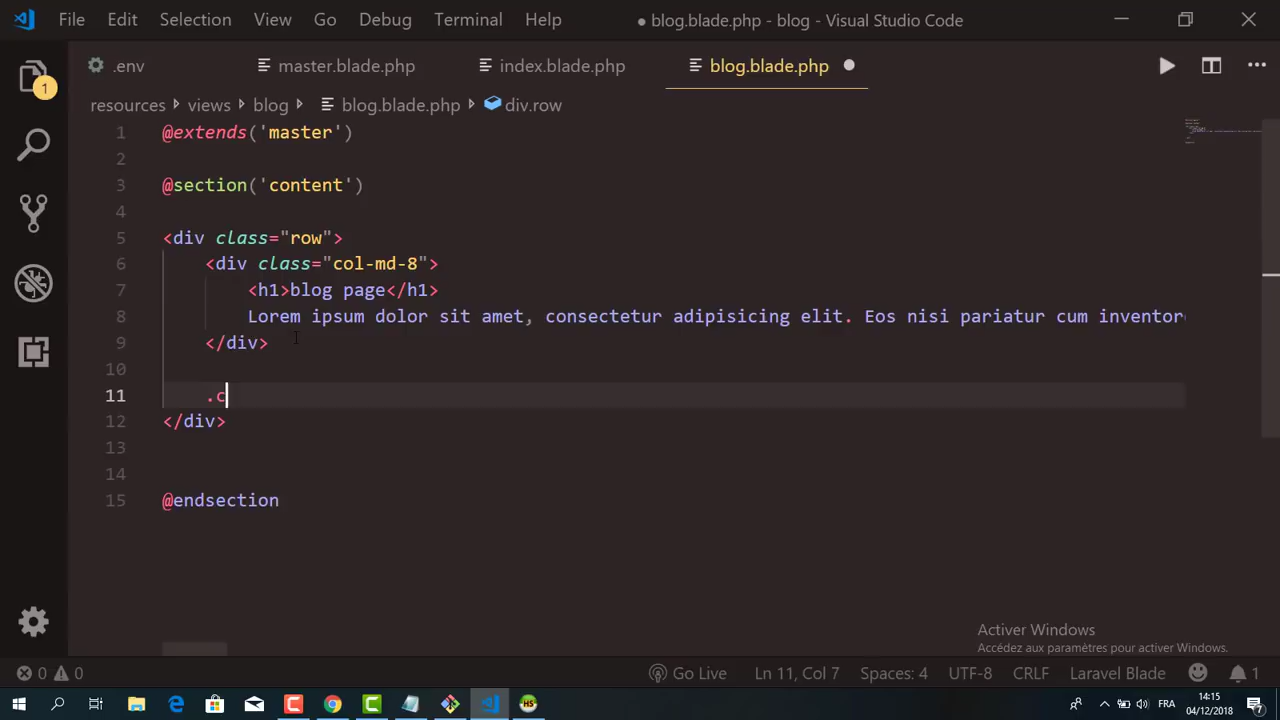 File Edit Selection View Go Debug Terminal Help ● blog.blade.php - blog - Visual Studio Code
.env master.blade.php index.blade.php blog.blade.php
1
resources views blog blog.blade.php div.row
1 @extends('master')
2
3 @section('content')
4
5 <div class="row">
6 <div class="col-md-8">
7 <h1>blog page</h1>
8 Lorem ipsum dolor sit amet, consectetur adipisicing elit. Eos nisi pariatur cum inventor
9 </div>
10
11 .c
12 </div>
13
14
15 @endsection
Activer Windows
Accédez aux paramètres pour activer Windows.
0 0 Go Live Ln 11, Col 7 Spaces: 4 UTF-8 CRLF Laravel Blade 1
14:15
FRA
04/12/2018
7